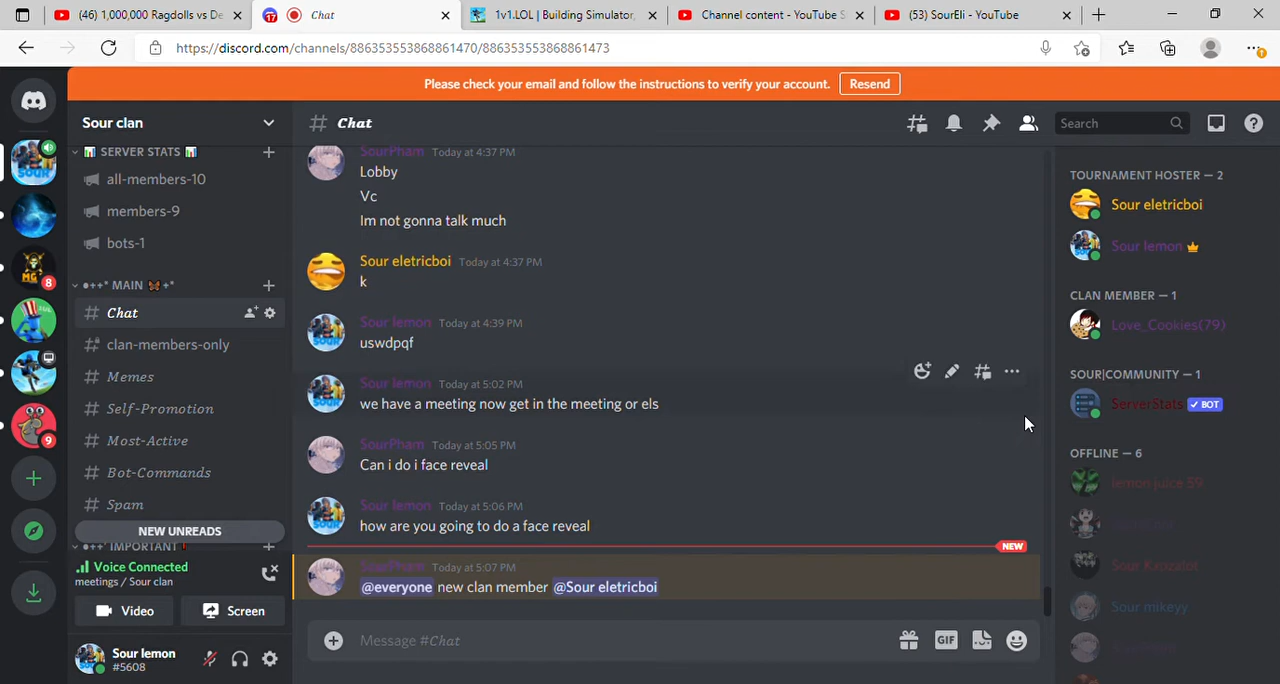 (46) 1,000,000 Ragdolls vs De
17
Chat
1v1.LOL | Building Simulator,
Channel content - YouTube S
(53) SourEli - YouTube
https://discord.com/channels/886353553868861470/886353553868861473
Please check your email and follow the instructions to verify your account.
Resend
Sour clan
# Chat
Search
SERVER STATS
all-members-10
members-9
bots-1
•++* MAIN +*
Chat
clan-members-only
Memes
Self-Promotion
Most-Active
Bot-Commands
Spam
NEW UNREADS
IMPORTANT
Voice Connected
meetings / Sour clan
Video
Screen
Sour lemon
#5608
8
9
SourPham Today at 4:37 PM
Lobby
Vc
Im not gonna talk much
Sour eletricboi Today at 4:37 PM
k
Sour lemon Today at 4:39 PM
uswdpqf
Sour lemon Today at 5:02 PM
we have a meeting now get in the meeting or els
SourPham Today at 5:05 PM
Can i do i face reveal
Sour lemon Today at 5:06 PM
how are you going to do a face reveal
NEW
SourPham Today at 5:07 PM
@everyone new clan member @Sour eletricboi
Message #Chat
GIF
TOURNAMENT HOSTER — 2
Sour eletricboi
Sour lemon
CLAN MEMBER — 1
Love_Cookies(79)
SOUR|COMMUNITY — 1
ServerStats ✓ BOT
OFFLINE — 6
lemon juice 59
Sour Kxozalot
Sour mikeyy